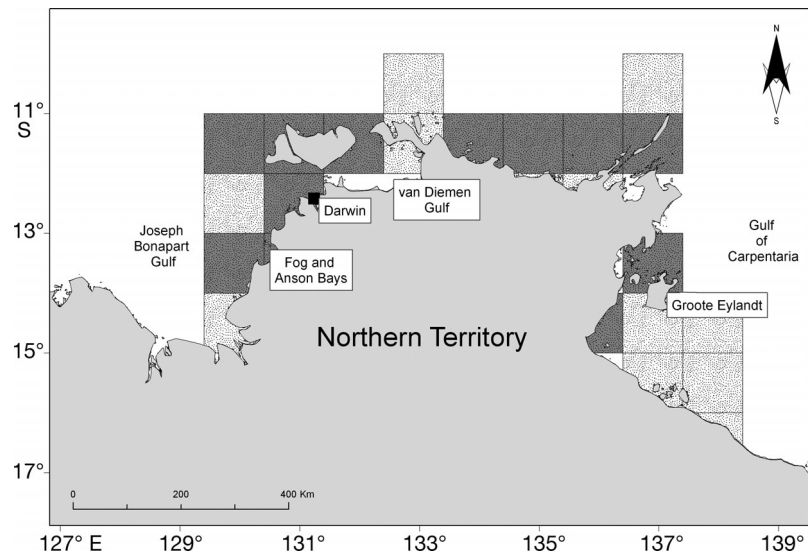 N
S
11°
S
13°
15°
17°
van Diemen
Gulf
Darwin
Joseph
Bonapart
Gulf
Fog and
Anson Bays
Gulf
of
Carpentaria
Groote Eylandt
Northern Territory
0 200 400 Km
127° E 129° 131° 133° 135° 137° 139°